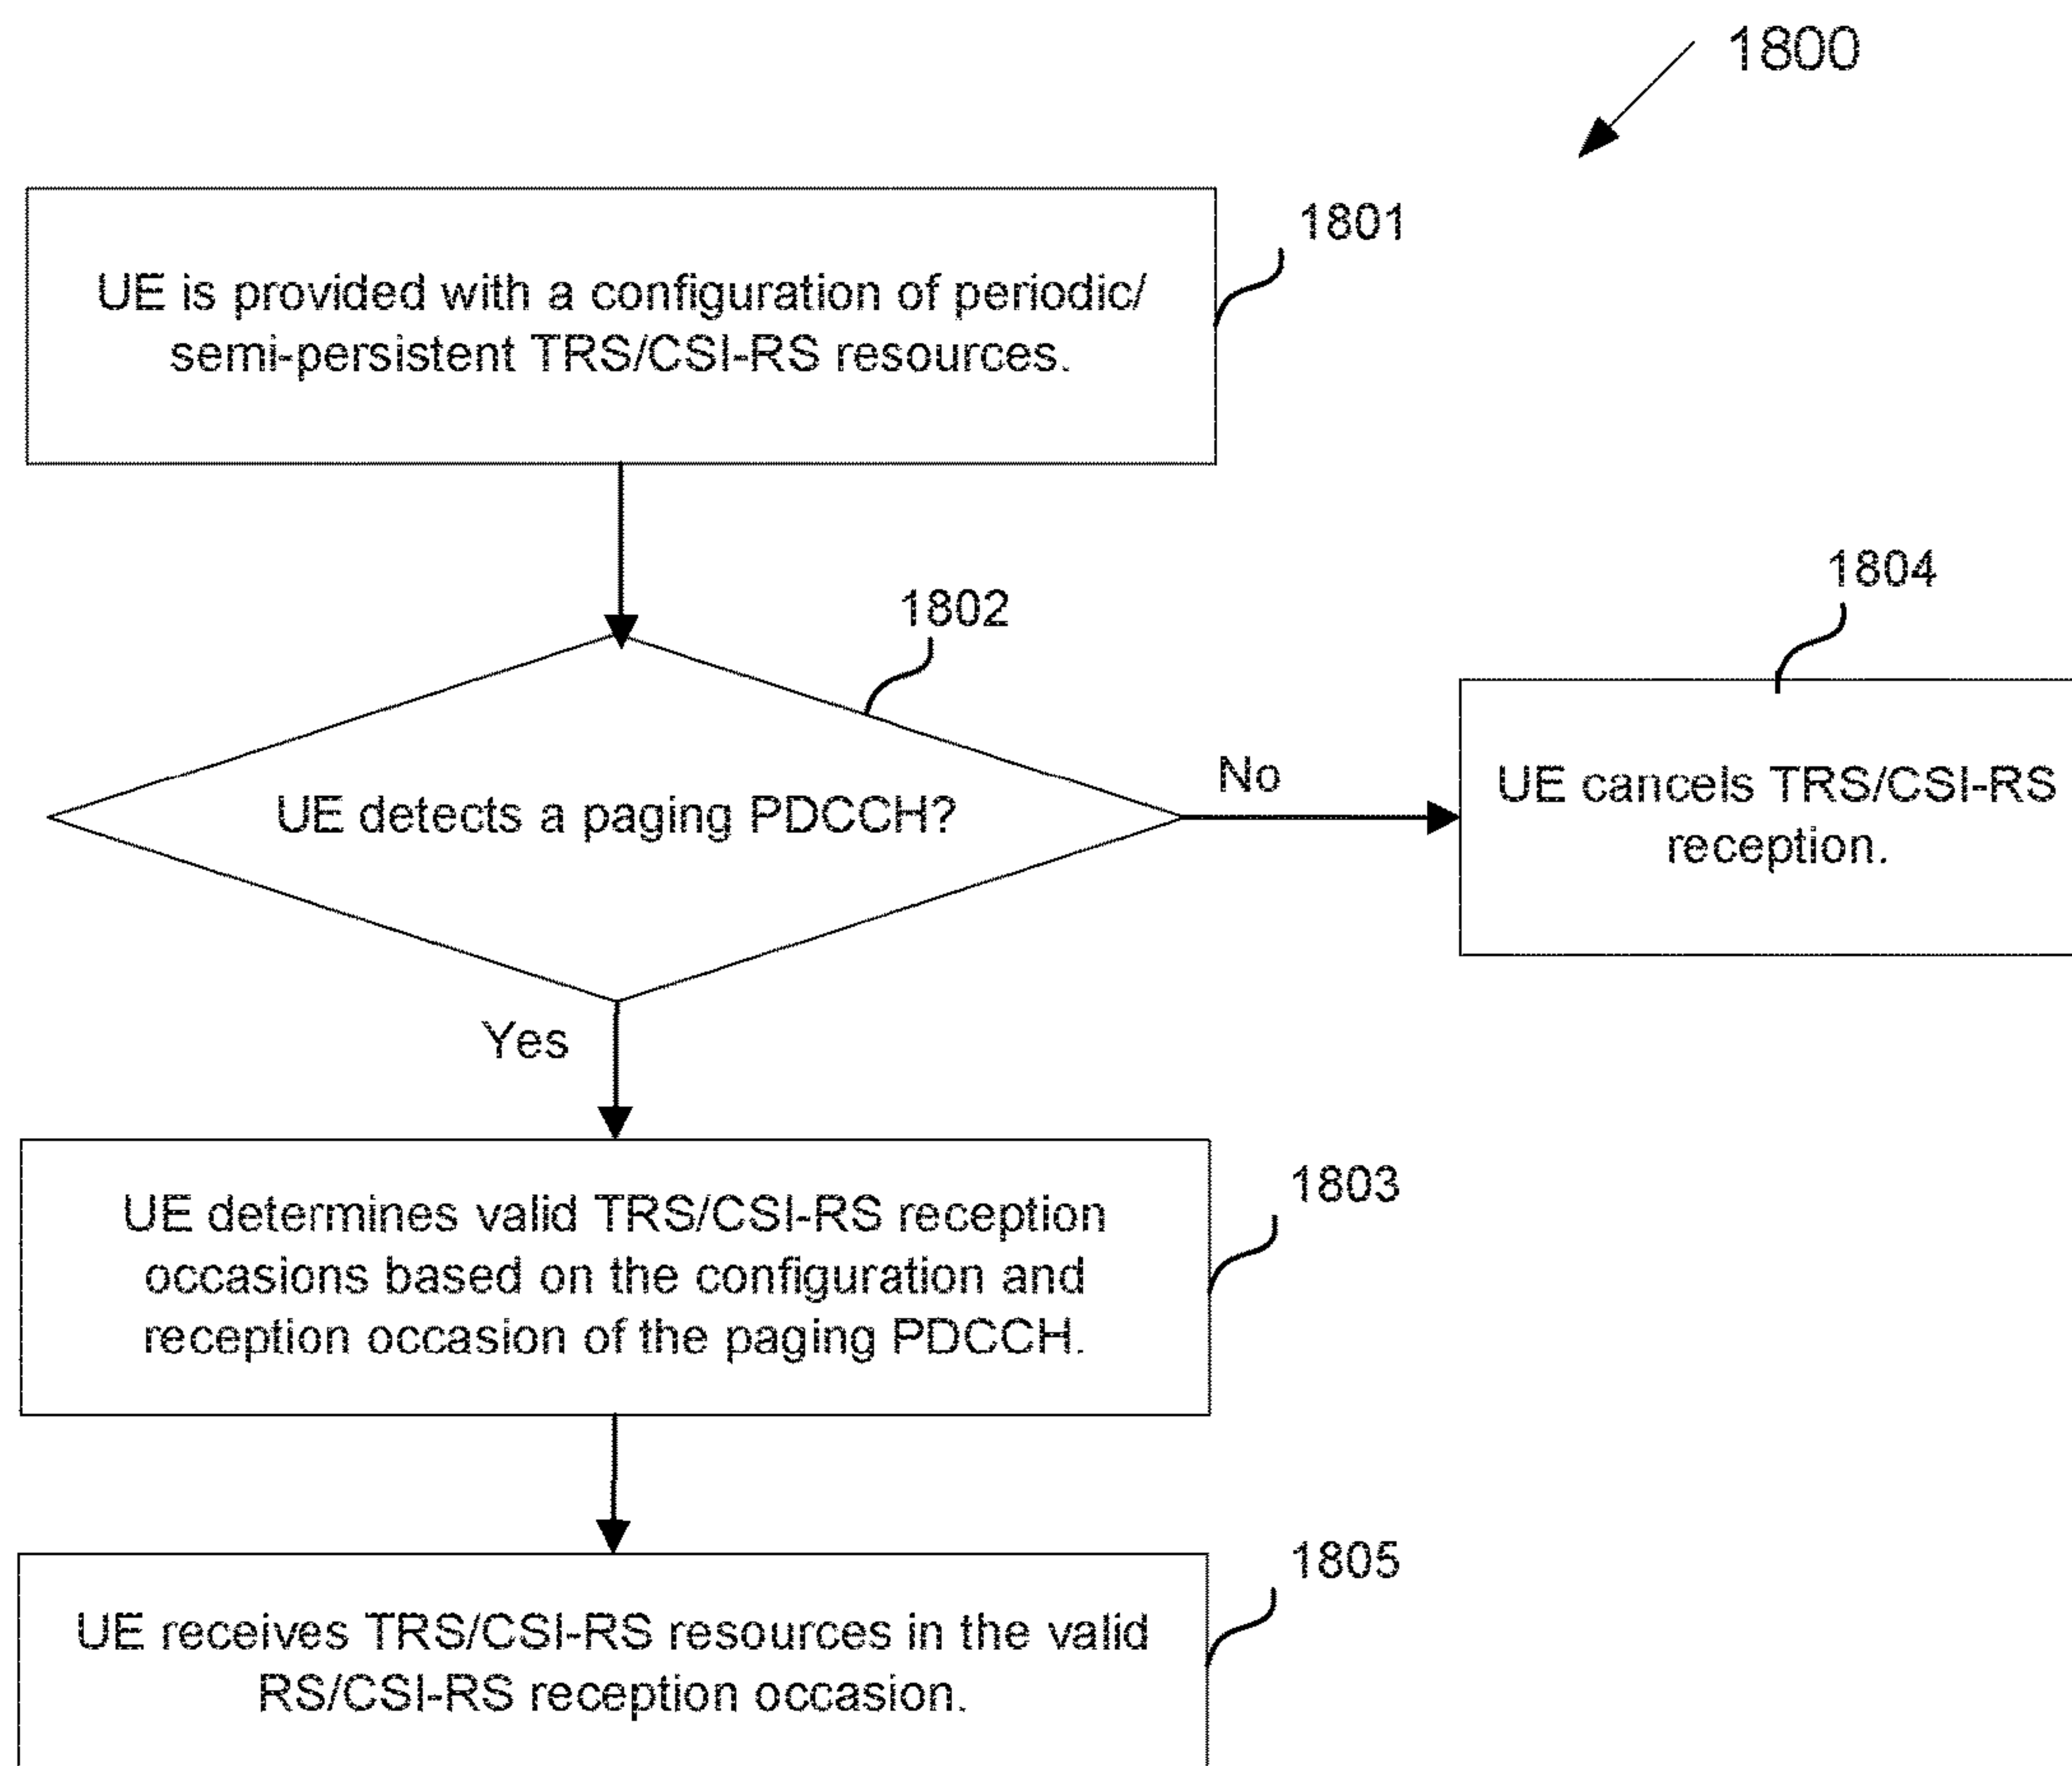 1800
1801
UE is provided with a configuration of periodic/
semi-persistent TRS/CSI-RS resources.
1802
1804
UE detects a paging PDCCH?
No
UE cancels TRS/CSI-RS
reception.
Yes
1803
UE determines valid TRS/CSI-RS reception
occasions based on the configuration and
reception occasion of the paging PDCCH.
1805
UE receives TRS/CSI-RS resources in the valid
RS/CSI-RS reception occasion.